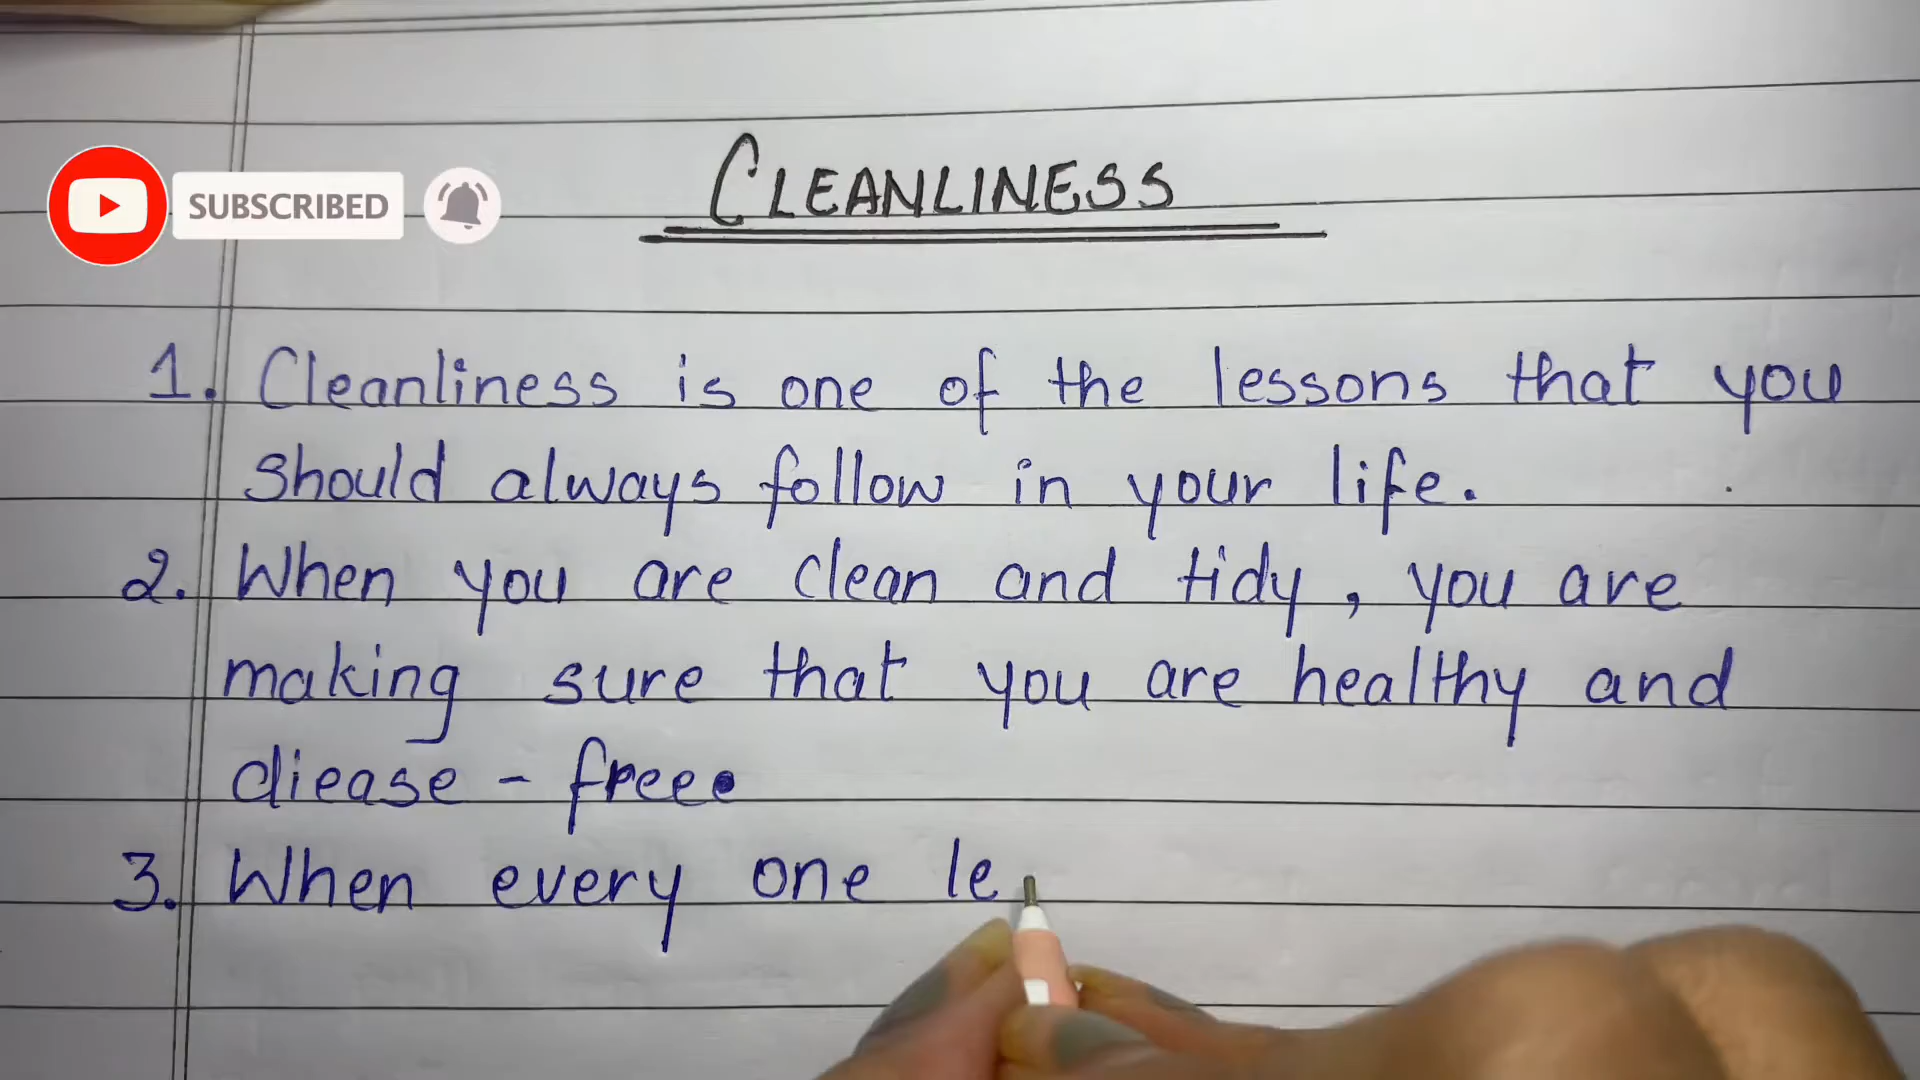 CLEANLINESS
SUBSCRIBED
1. Cleanliness is one of the lessons that you
should always follow in your life.
2. When you are clean and tidy, you are
making sure that you are healthy and
diease - free.
3. When every one le